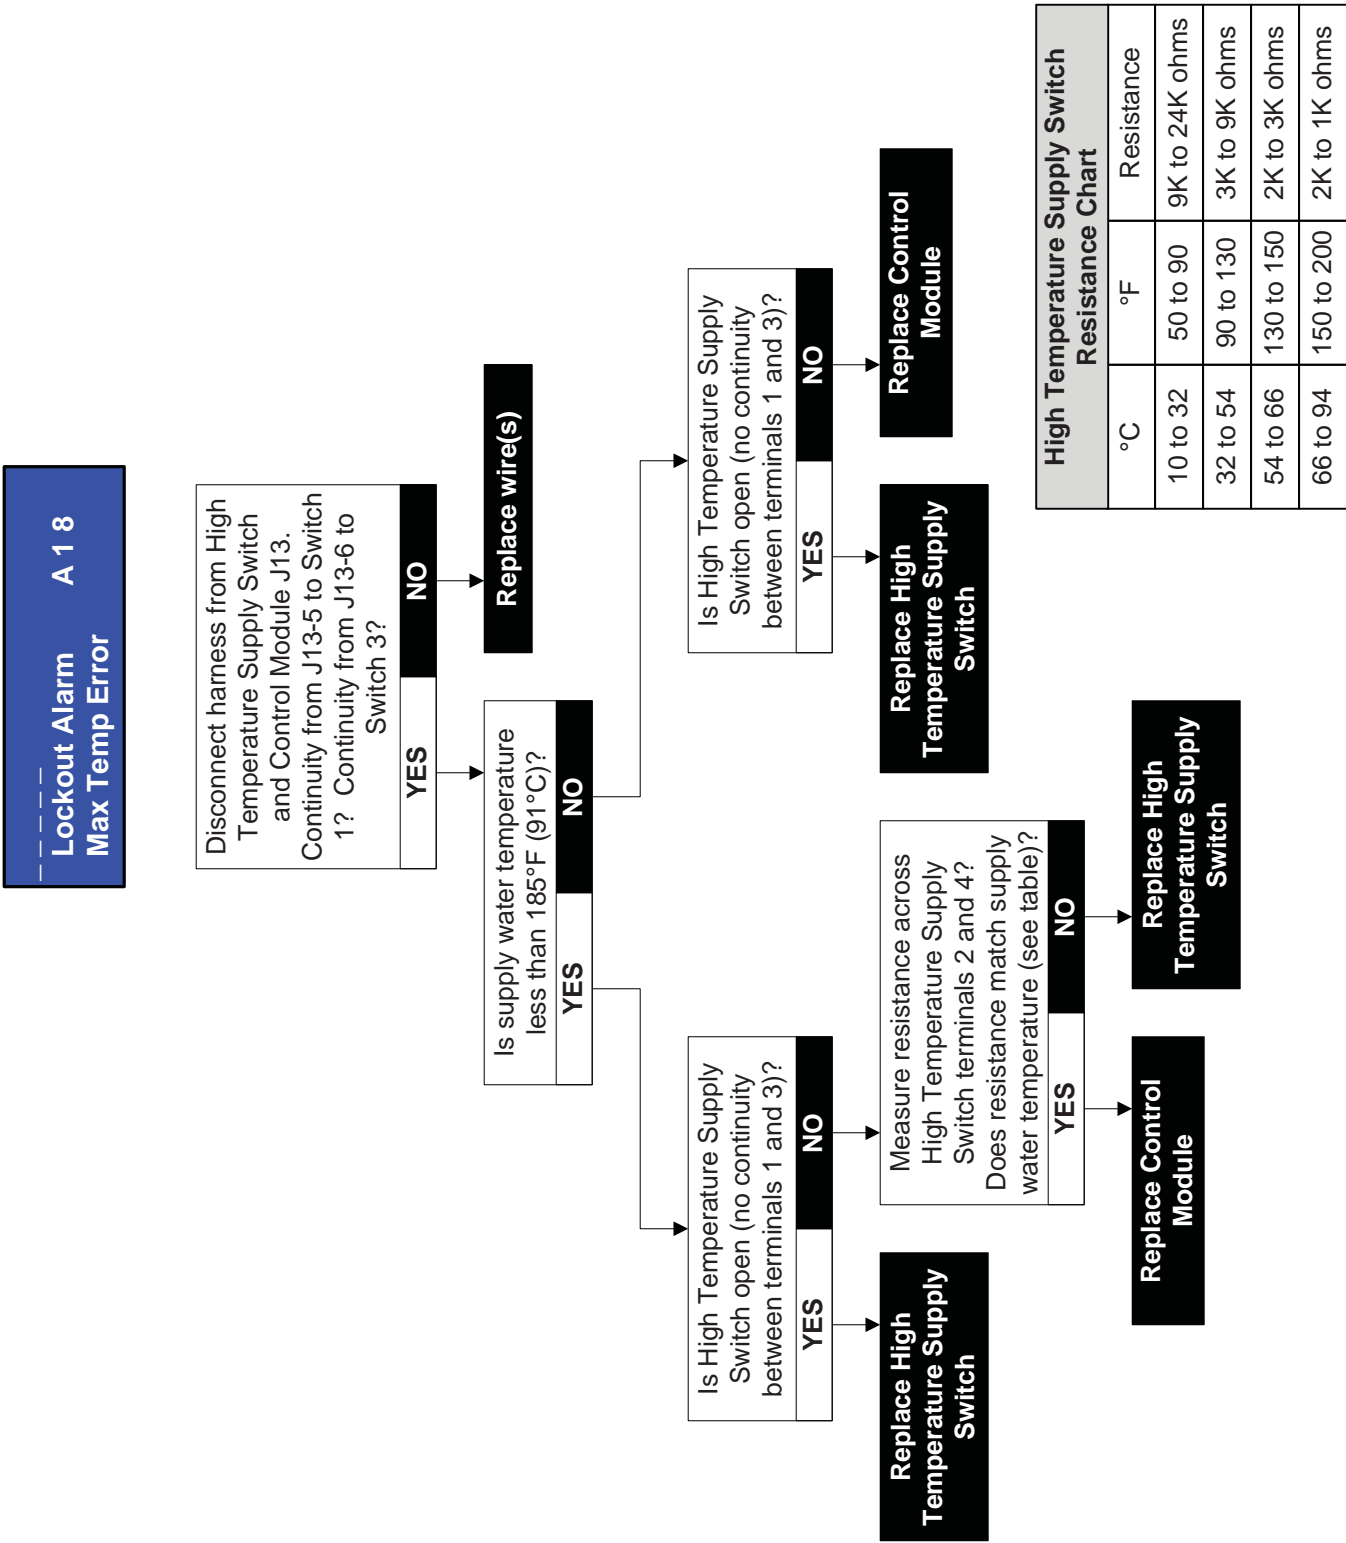 _ _ _ _ _
Lockout Alarm A 1 8
Max Temp Error
Disconnect harness from High
Temperature Supply Switch
and Control Module J13.
Continuity from J13-5 to Switch
1? Continuity from J13-6 to
Switch 3?
YES NO
Replace wire(s)
Is supply water temperature
less than 185°F (91°C)?
YES NO
Is High Temperature Supply
Switch open (no continuity
between terminals 1 and 3)?
YES NO
Is High Temperature Supply
Switch open (no continuity
between terminals 1 and 3)?
YES NO
Replace High
Temperature Supply
Switch
Measure resistance across
High Temperature Supply
Switch terminals 2 and 4?
Does resistance match supply
water temperature (see table)?
YES NO
Replace High
Temperature Supply
Switch
Replace Control
Module
Replace Control
Module
Replace High
Temperature Supply
Switch
High Temperature Supply Switch
Resistance Chart
°C °F Resistance
10 to 32 50 to 90 9K to 24K ohms
32 to 54 90 to 130 3K to 9K ohms
54 to 66 130 to 150 2K to 3K ohms
66 to 94 150 to 200 2K to 1K ohms